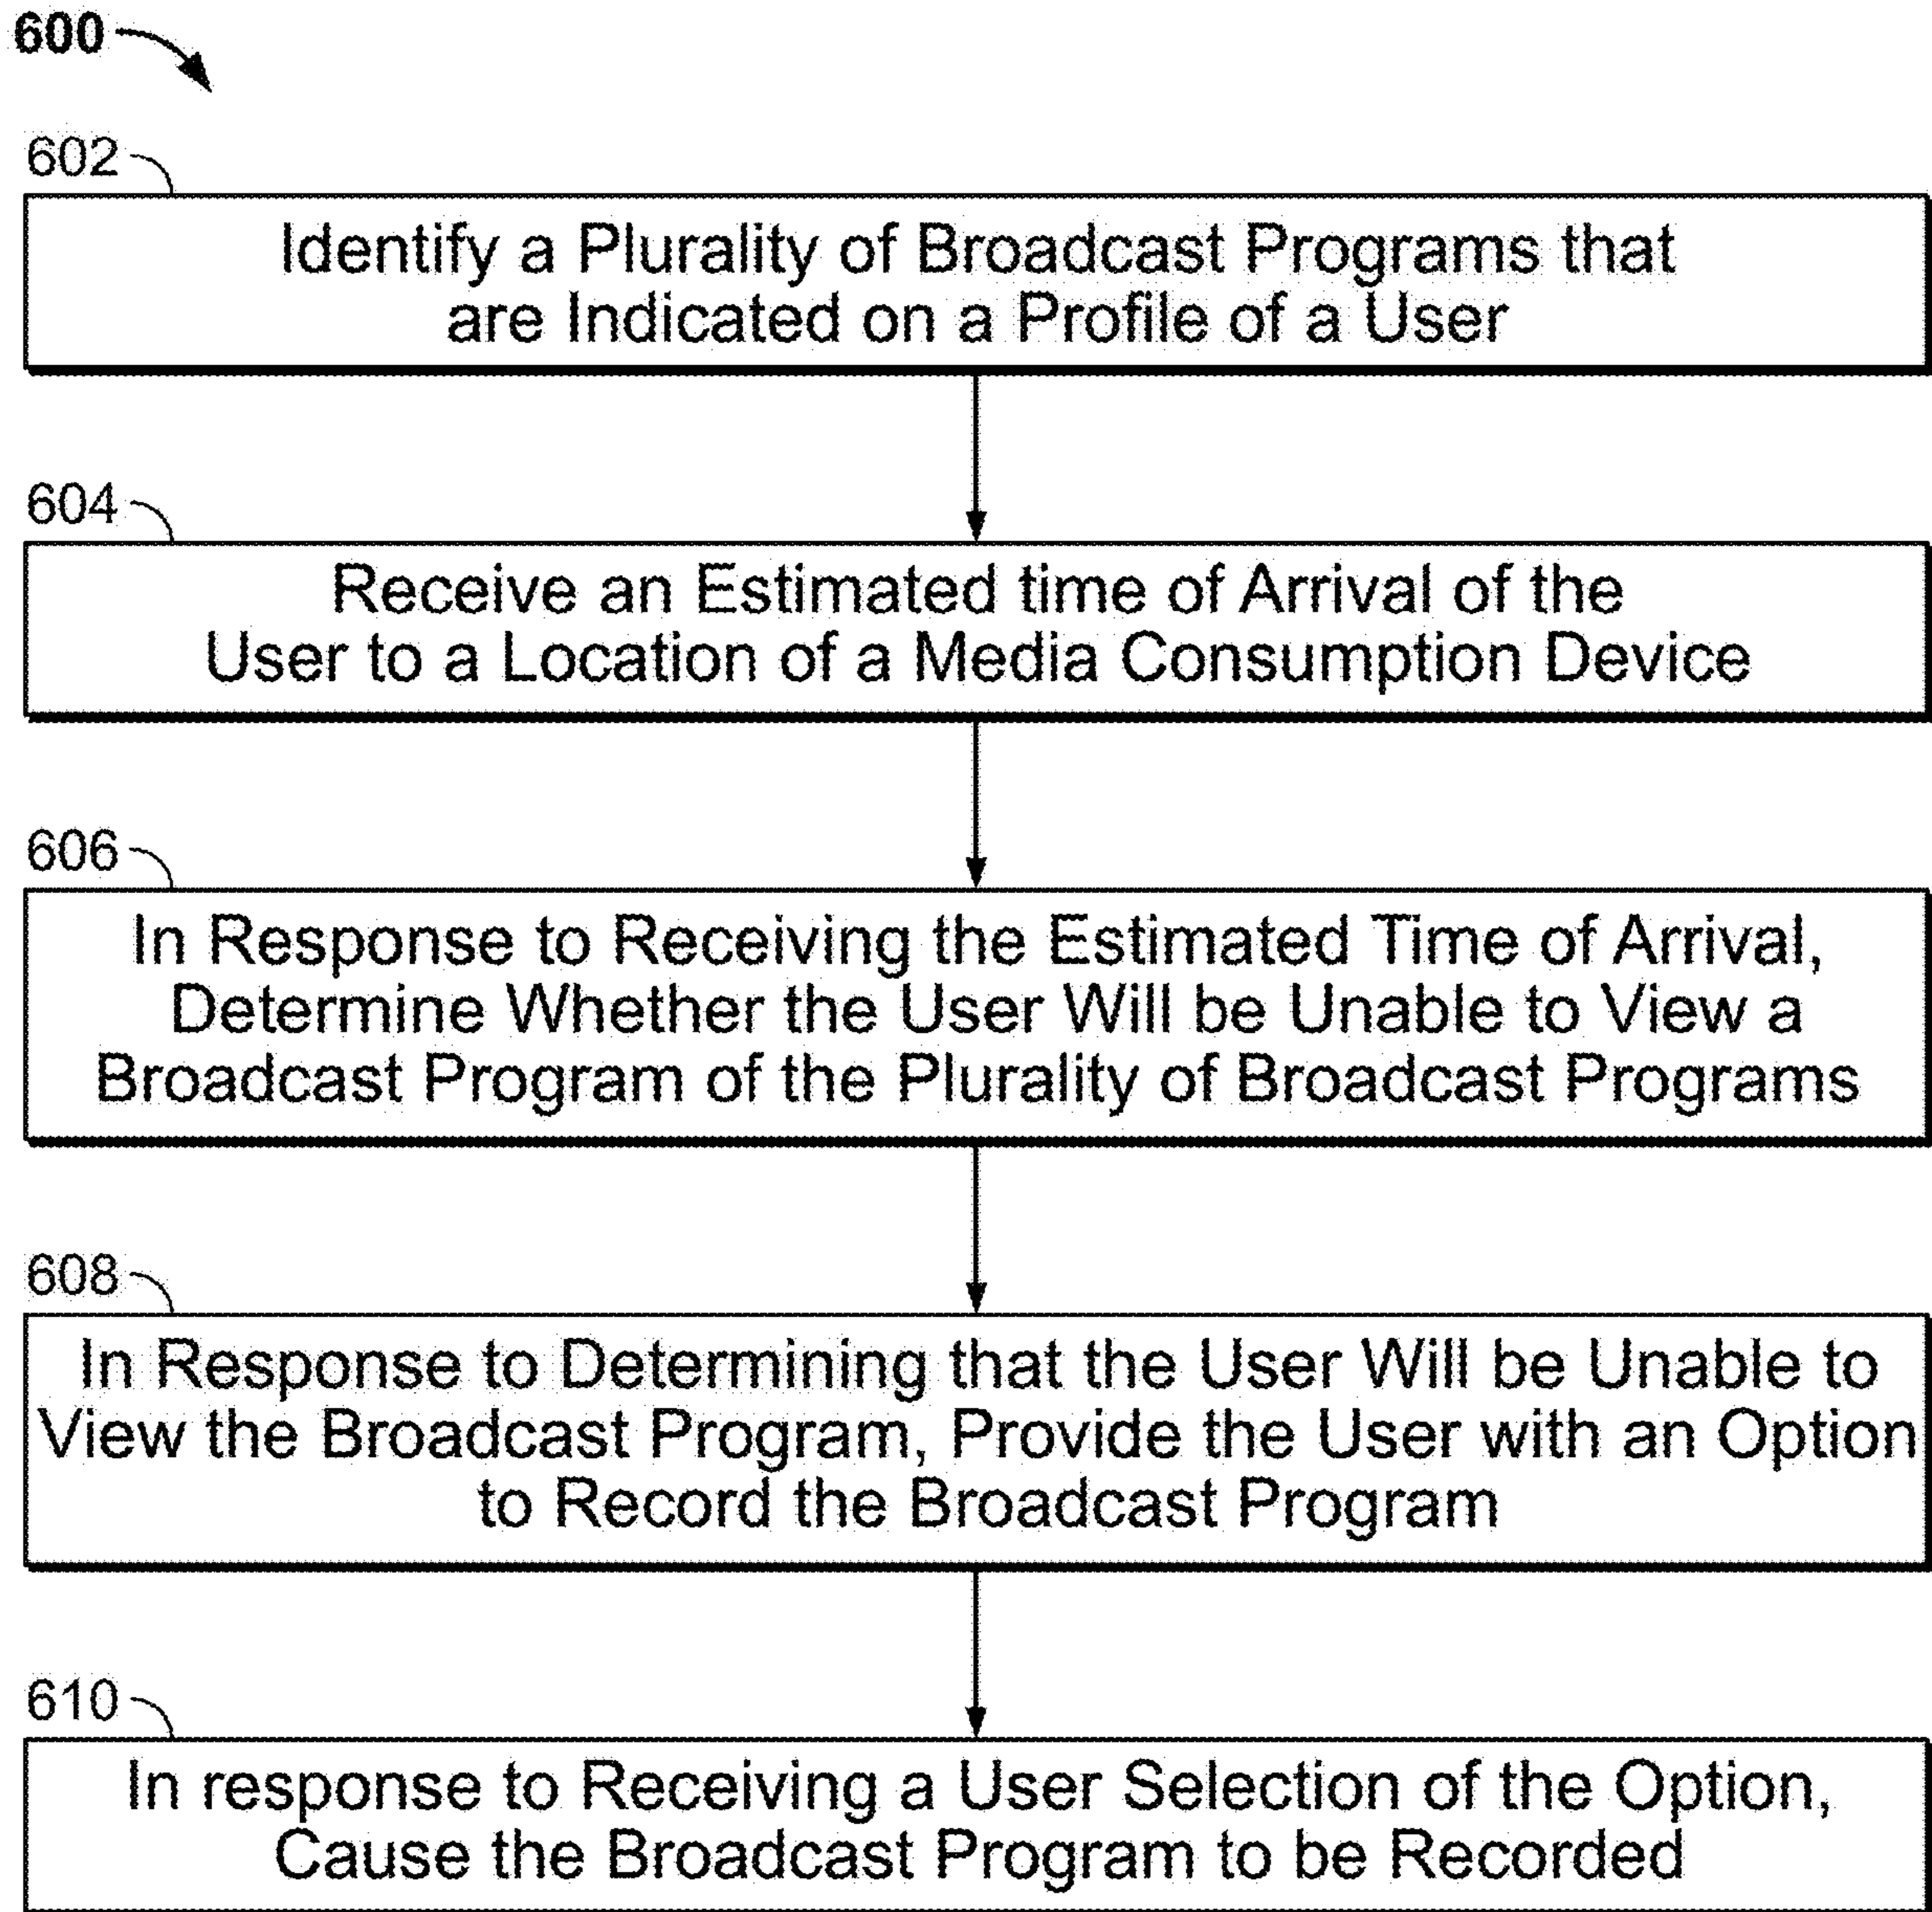 600
602
Identify a Plurality of Broadcast Programs that
are Indicated on a Profile of a User
604
Receive an Estimated time of Arrival of the
User to a Location of a Media Consumption Device
606
In Response to Receiving the Estimated Time of Arrival,
Determine Whether the User Will be Unable to View a
Broadcast Program of the Plurality of Broadcast Programs
608
In Response to Determining that the User Will be Unable to
View the Broadcast Program, Provide the User with an Option
to Record the Broadcast Program
610
In response to Receiving a User Selection of the Option,
Cause the Broadcast Program to be Recorded